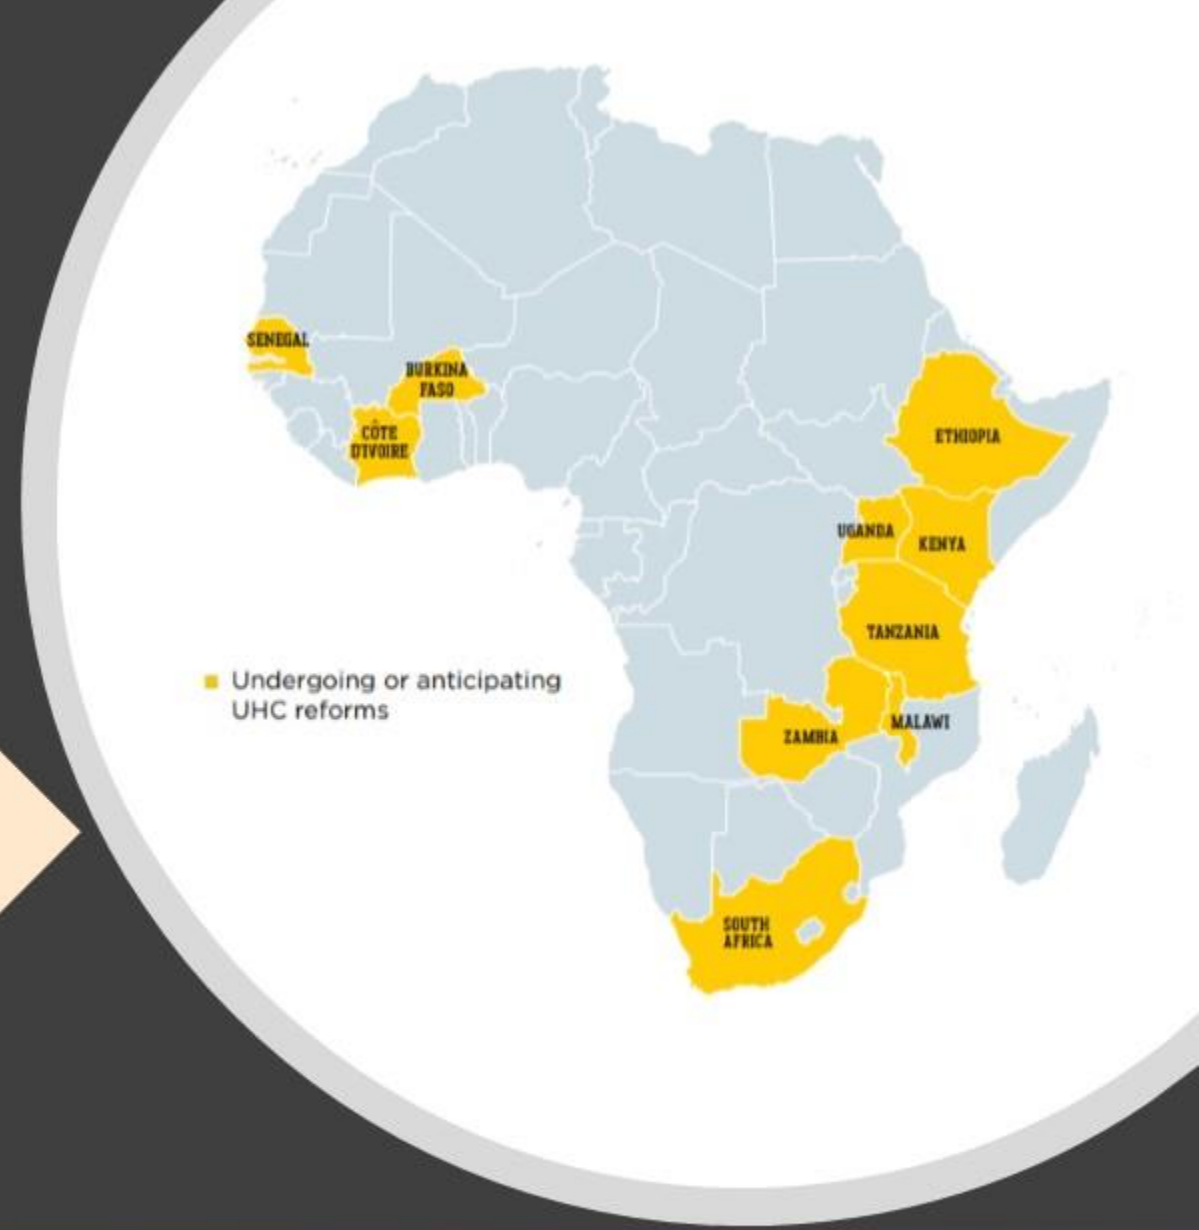 SENEGAL
BURKINA
FASO
CÔTE
D'IVOIRE
ETHIOPIA
UGANDA
KENYA
TANZANIA
Undergoing or anticipating
UHC reforms
MALAWI
ZAMBIA
SOUTH
AFRICA